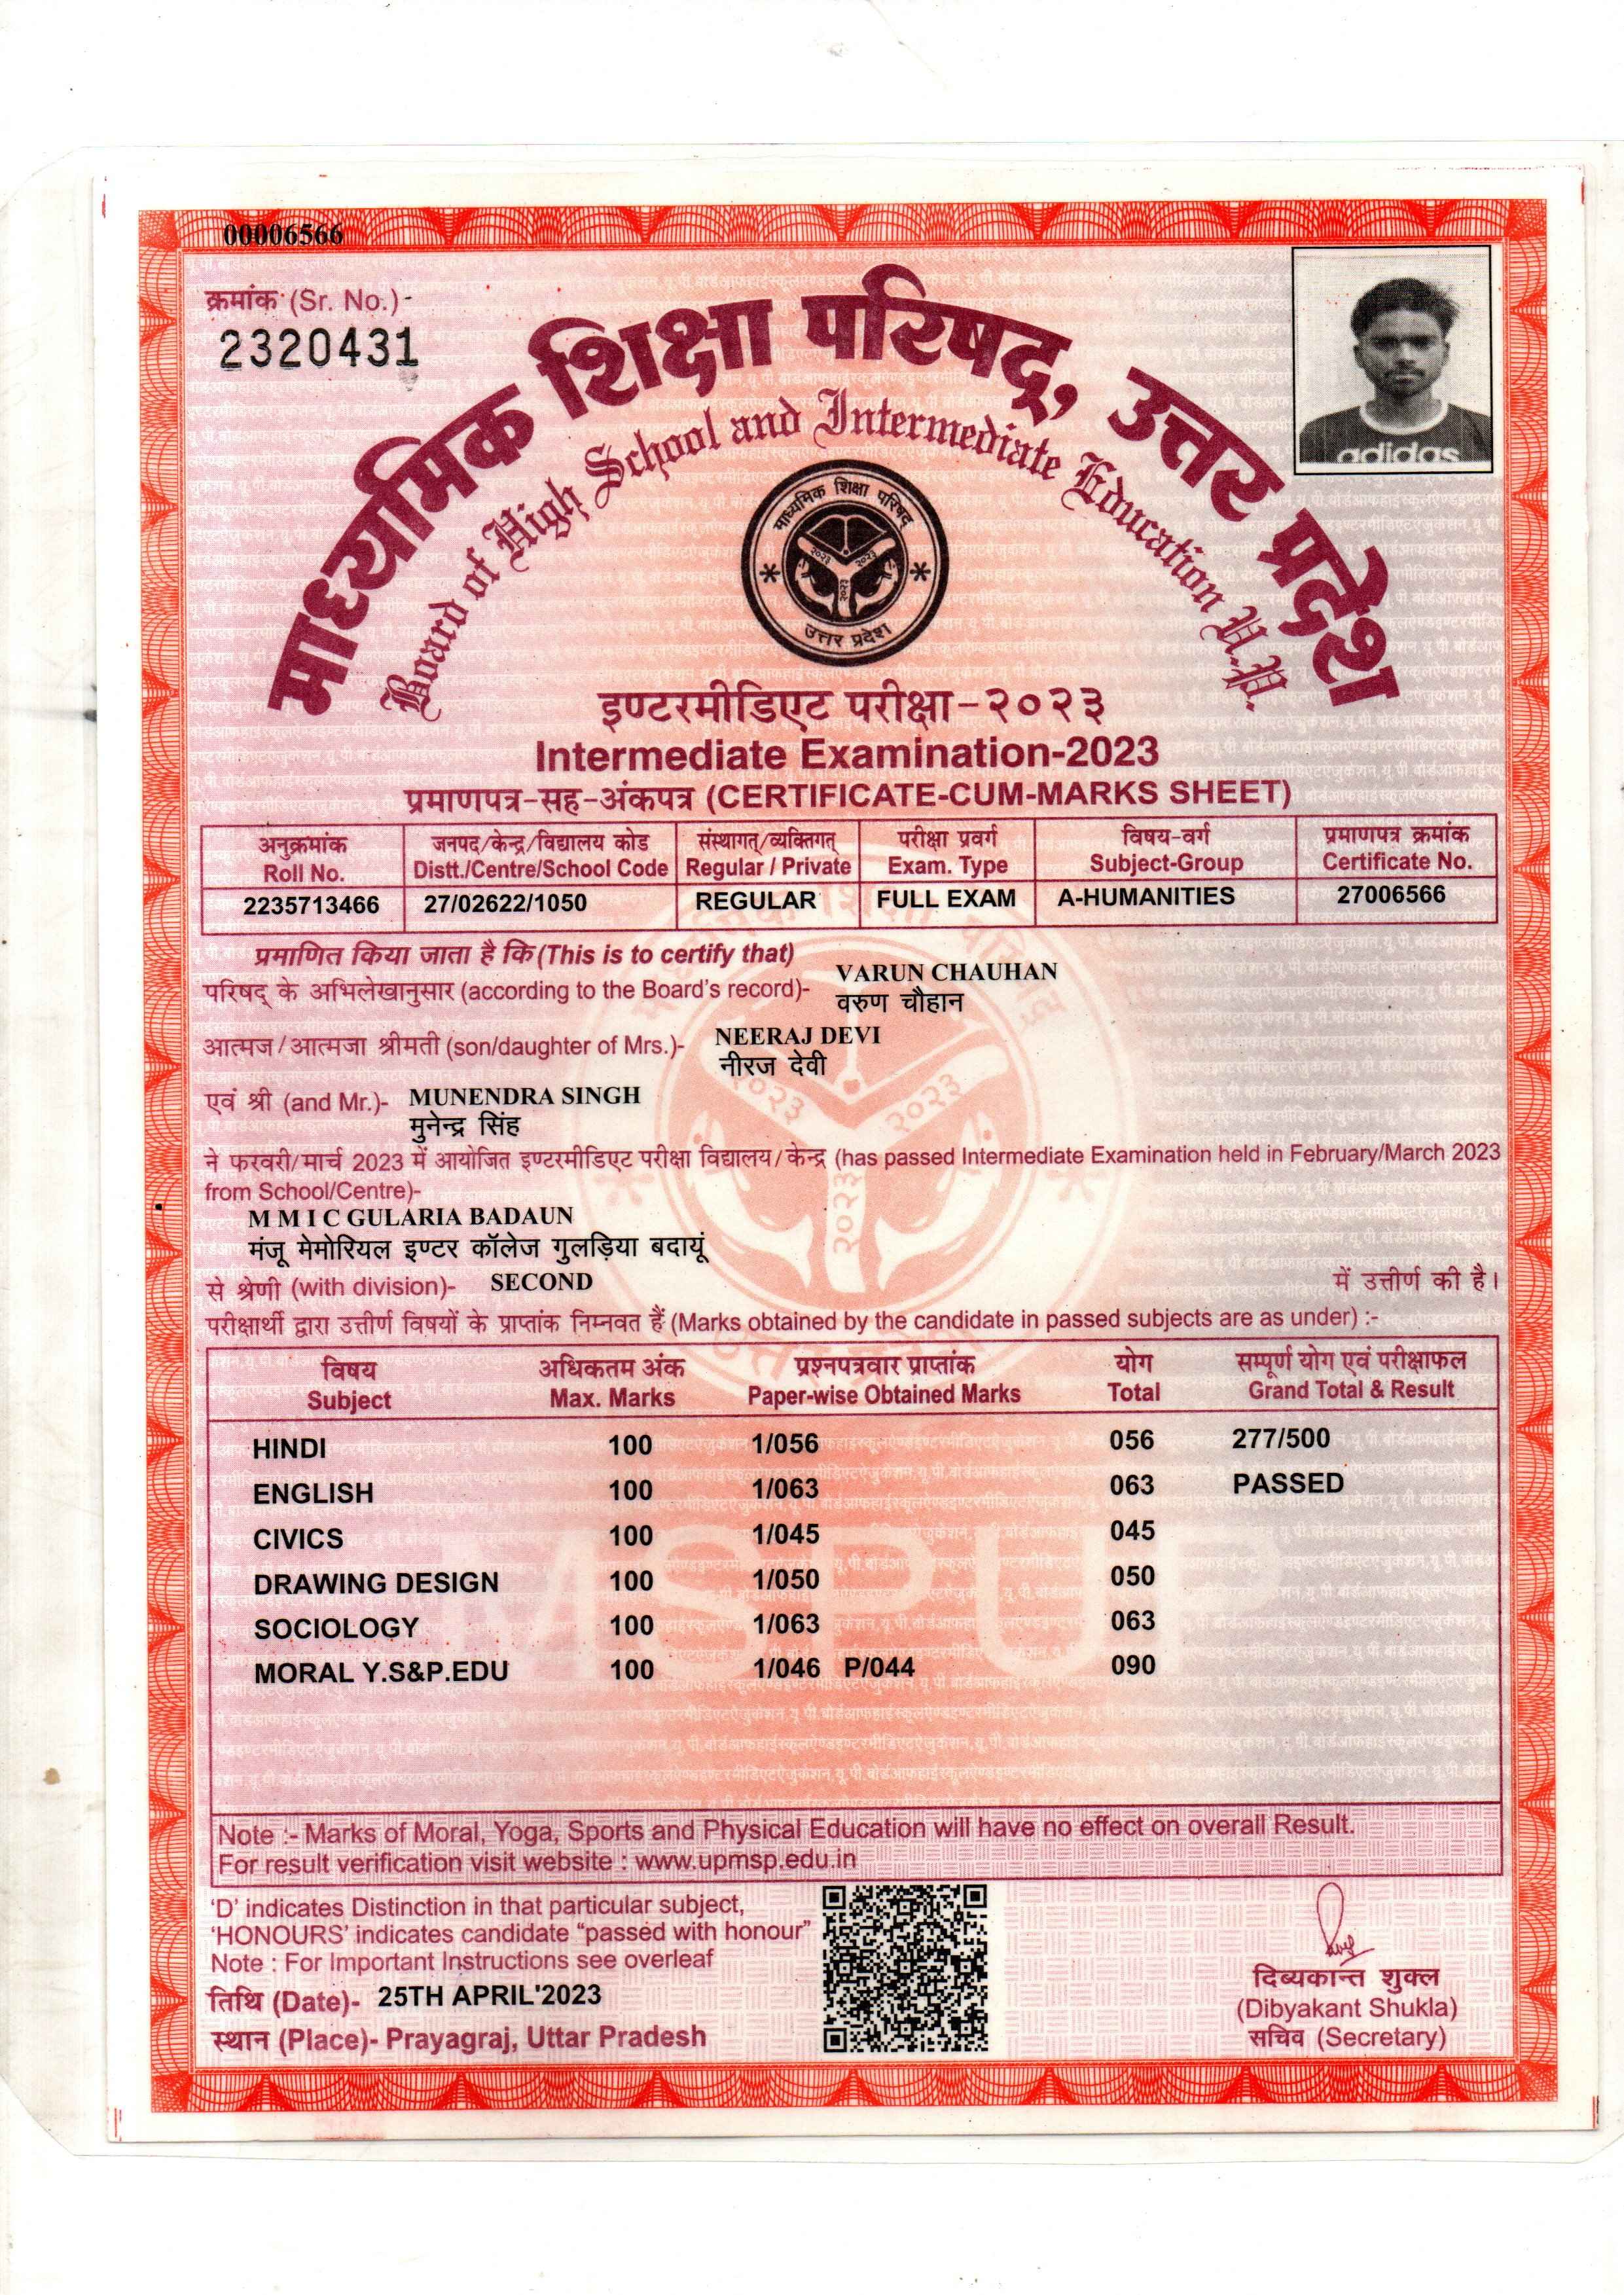 00006566
क्रमांक (Sr. No.)-
2320431
माध्यमिक शिक्षा परिषद्, उत्तर प्रदेश
Board of High School and Intermediate Education U.P.
माध्यमिक शिक्षा परिषद्
२०२३ २०२३
२०२३
उत्तर प्रदेश
adidas
इण्टरमीडिएट परीक्षा-२०२३
Intermediate Examination-2023
प्रमाणपत्र-सह-अंकपत्र (CERTIFICATE-CUM-MARKS SHEET)
अनुक्रमांक जनपद/केन्द्र/विद्यालय कोड संस्थागत्/व्यक्तिगत् परीक्षा प्रवर्ग विषय-वर्ग प्रमाणपत्र क्रमांक
Roll No. Distt./Centre/School Code Regular / Private Exam. Type Subject-Group Certificate No.
2235713466 27/02622/1050 REGULAR FULL EXAM A-HUMANITIES 27006566
प्रमाणित किया जाता है कि (This is to certify that)
परिषद् के अभिलेखानुसार (according to the Board's record)- VARUN CHAUHAN
वरुण चौहान
आत्मज/आत्मजा श्रीमती (son/daughter of Mrs.)- NEERAJ DEVI
नीरज देवी
एवं श्री (and Mr.)- MUNENDRA SINGH
मुनेन्द्र सिंह
ने फरवरी/मार्च 2023 में आयोजित इण्टरमीडिएट परीक्षा विद्यालय/केन्द्र (has passed Intermediate Examination held in February/March 2023
from School/Centre)-
M M I C GULARIA BADAUN
मंजू मेमोरियल इण्टर कॉलेज गुलड़िया बदायूं
से श्रेणी (with division)- SECOND में उत्तीर्ण की है।
परीक्षार्थी द्वारा उत्तीर्ण विषयों के प्राप्तांक निम्नवत हैं (Marks obtained by the candidate in passed subjects are as under) :-
विषय अधिकतम अंक प्रश्नपत्रवार प्राप्तांक योग सम्पूर्ण योग एवं परीक्षाफल
Subject Max. Marks Paper-wise Obtained Marks Total Grand Total & Result
HINDI 100 1/056 056 277/500
ENGLISH 100 1/063 063 PASSED
CIVICS 100 1/045 045
DRAWING DESIGN 100 1/050 050
SOCIOLOGY 100 1/063 063
MORAL Y.S&P.EDU 100 1/046 P/044 090
MSPUP
Note :- Marks of Moral, Yoga, Sports and Physical Education will have no effect on overall Result.
For result verification visit website : www.upmsp.edu.in
'D' indicates Distinction in that particular subject,
'HONOURS' indicates candidate "passed with honour"
Note : For Important Instructions see overleaf
तिथि (Date)- 25TH APRIL'2023
स्थान (Place)- Prayagraj, Uttar Pradesh
दिब्यकान्त शुक्ल
(Dibyakant Shukla)
सचिव (Secretary)